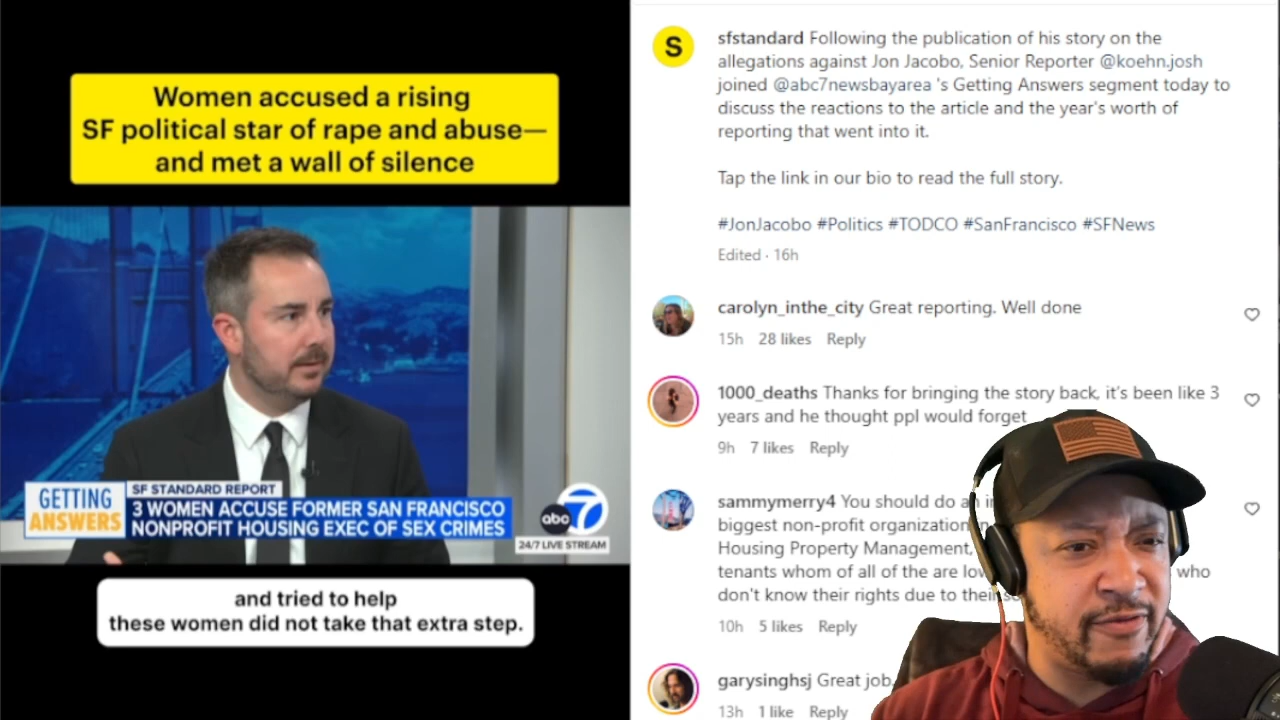 Women accused a rising
SF political star of rape and abuse—
and met a wall of silence
GETTING
ANSWERS
SF STANDARD REPORT
3 WOMEN ACCUSE FORMER SAN FRANCISCO
NONPROFIT HOUSING EXEC OF SEX CRIMES
abc 7
24/7 LIVE STREAM
and tried to help
these women did not take that extra step.
S
sfstandard Following the publication of his story on the
allegations against Jon Jacobo, Senior Reporter @koehn.josh
joined @abc7newsbayarea 's Getting Answers segment today to
discuss the reactions to the article and the year's worth of
reporting that went into it.
Tap the link in our bio to read the full story.
#JonJacobo #Politics #TODCO #SanFrancisco #SFNews
Edited · 16h
carolyn_inthe_city Great reporting. Well done
15h 28 likes Reply
1000_deaths Thanks for bringing the story back, it's been like 3
years and he thought ppl would forget
9h 7 likes Reply
sammymerry4 You should do an
biggest non-profit organization
Housing Property Management,
tenants whom of all of the are who
don't know their rights due to their
10h 5 likes Reply
garysinghsj Great job.
13h 1 like Reply